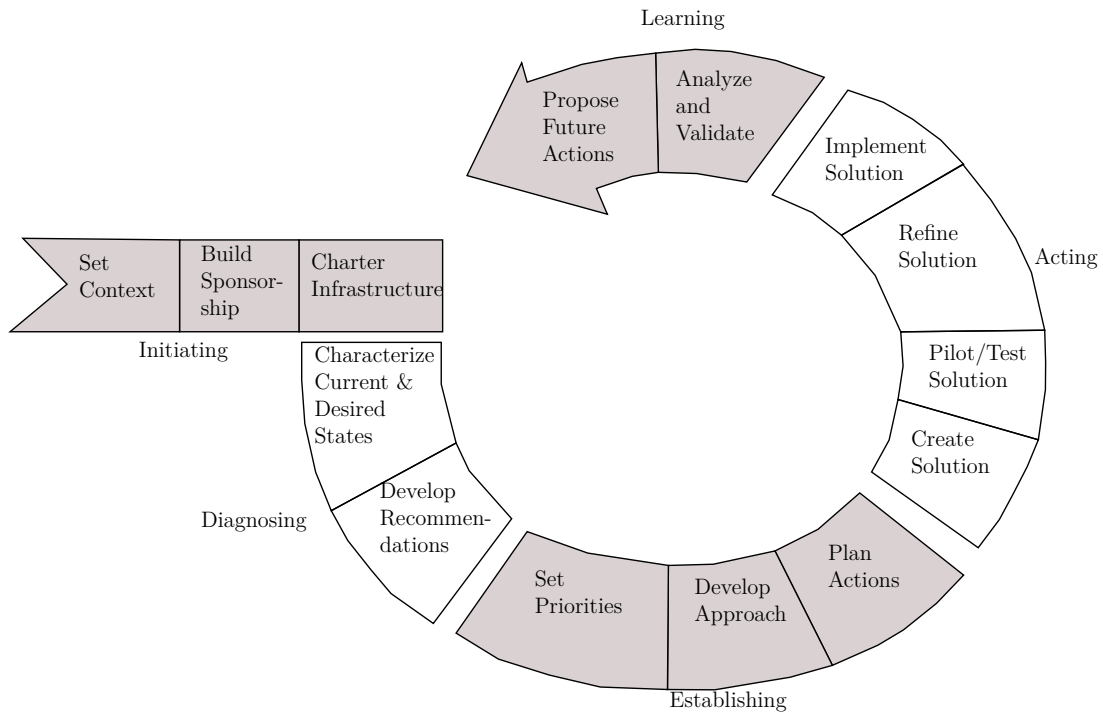 Learning
Analyze
and
Validate
Propose
Future
Actions
Implement
Solution
Refine
Solution
Acting
Set
Context
Build
Sponsor-
ship
Charter
Infrastructure
Initiating
Characterize
Current &
Desired
States
Pilot/Test
Solution
Create
Solution
Develop
Recommen-
dations
Diagnosing
Set
Priorities
Develop
Approach
Plan
Actions
Establishing